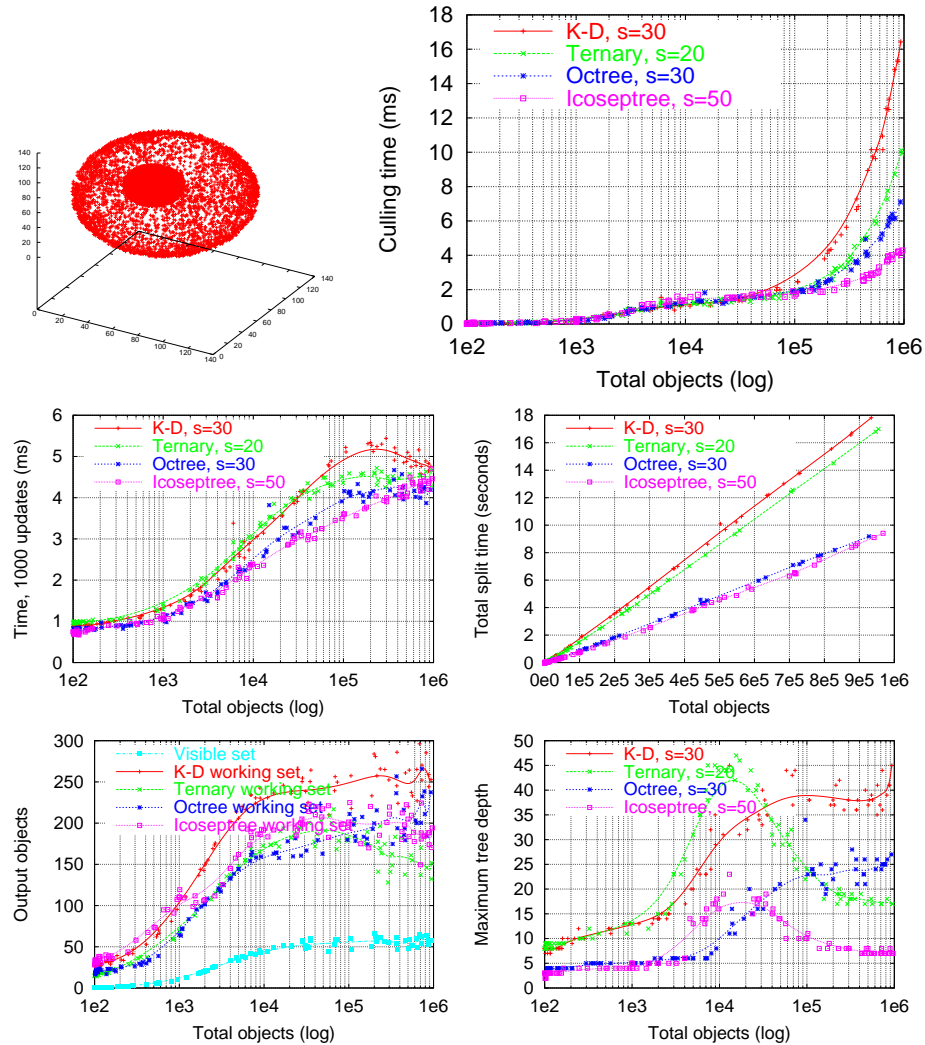 140
120
100
80
60
40
20
0
0
20
40
60
80
100
120
140
0
20
40
60
80
100
120
140
18
16
14
12
10
8
6
4
2
0
1e2
1e3
1e4
1e5
1e6
Culling time (ms)
Total objects (log)
K-D, s=30
Ternary, s=20
Octree, s=30
Icoseptree, s=50
6
5
4
3
2
1
0
1e2
1e3
1e4
1e5
1e6
Time, 1000 updates (ms)
Total objects (log)
K-D, s=30
Ternary, s=20
Octree, s=30
Icoseptree, s=50
18
16
14
12
10
8
6
4
2
0
0e0
1e5
2e5
3e5
4e5
5e5
6e5
7e5
8e5
9e5
1e6
Total split time (seconds)
Total objects
K-D, s=30
Ternary, s=20
Octree, s=30
Icoseptree, s=50
300
250
200
150
100
50
0
1e2
1e3
1e4
1e5
1e6
Output objects
Total objects (log)
Visible set
K-D working set
Ternary working set
Octree working set
Icoseptree working set
50
45
40
35
30
25
20
15
10
5
0
1e2
1e3
1e4
1e5
1e6
Maximum tree depth
Total objects (log)
K-D, s=30
Ternary, s=20
Octree, s=30
Icoseptree, s=50